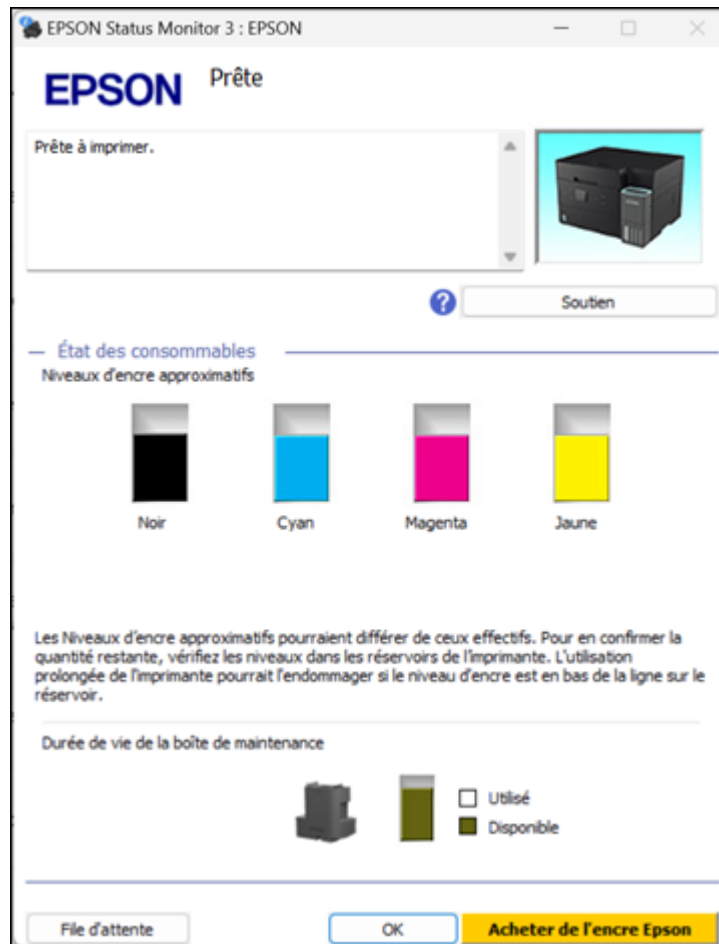 EPSON Status Monitor 3 : EPSON
EPSON
Prête
Prête à imprimer.
Soutien
État des consommables
Niveaux d'encre approximatifs
Noir
Cyan
Magenta
Jaune
Les Niveaux d'encre approximatifs pourraient différer de ceux effectifs. Pour en confirmer la
quantité restante, vérifiez les niveaux dans les réservoirs de l'imprimante. L'utilisation
prolongée de l'imprimante pourrait l'endommager si le niveau d'encre est en bas de la ligne sur le
réservoir.
Durée de vie de la boîte de maintenance
Utilisé
Disponible
File d'attente
OK
Acheter de l'encre Epson